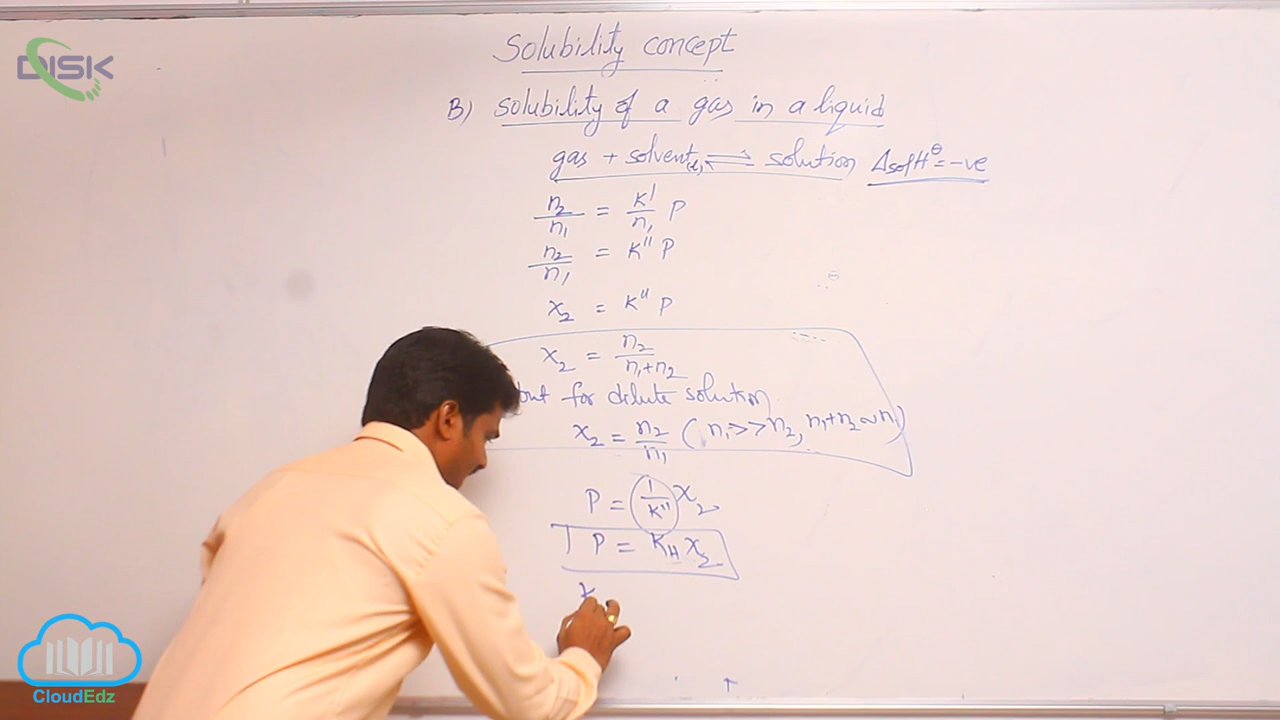 DISK
Solubility concept
B) solubility of a gas in a liquid
gas + solvent(l) ⇌ solution ΔsolH^⊖ = -ve
n₂/n₁ = K'/n₁ P
n₂/n₁ = K'' P
x₂ = K'' P
x₂ = n₂/(n₁+n₂)
but for dilute solution
x₂ = n₂/n₁ (n₁>>n₂, n₁+n₂ ~ n₁)
P = (1/K'') x₂
P = K_H x₂
CloudEdz